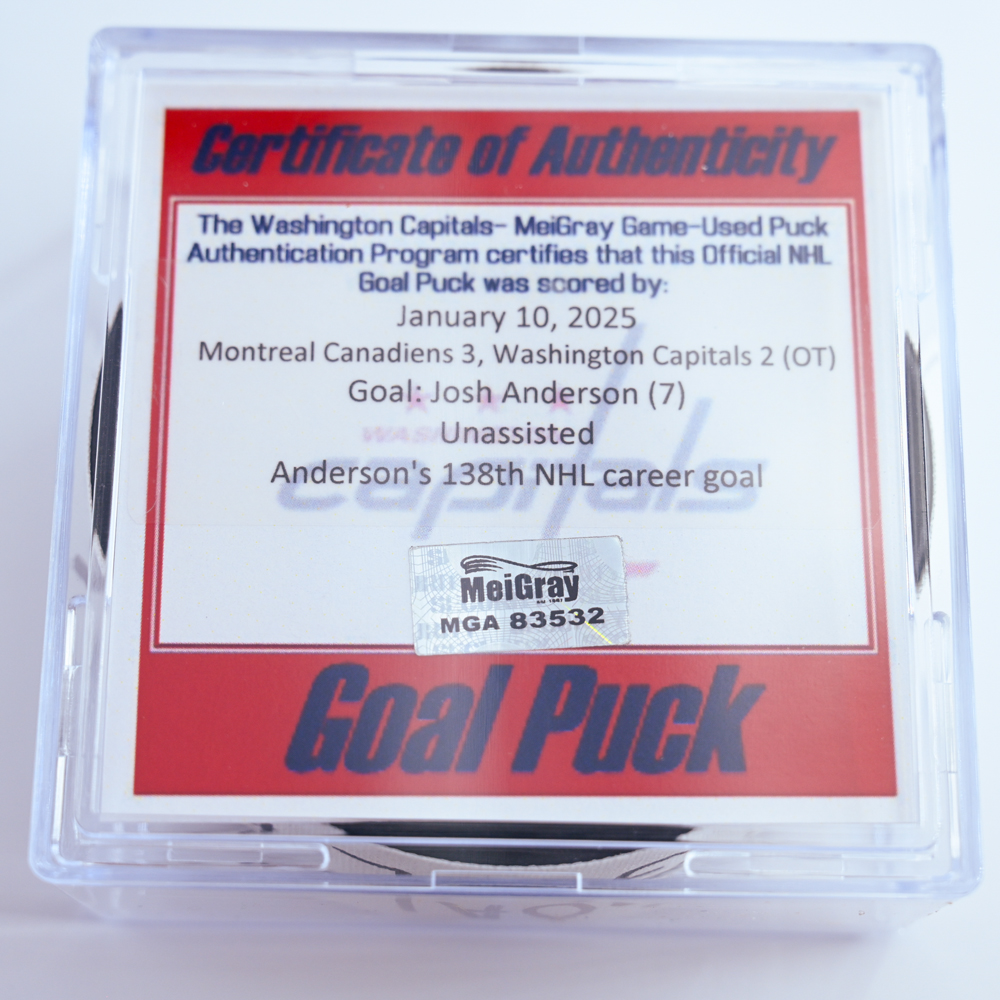 Certificate of Authenticity
The Washington Capitals- MeiGray Game-Used Puck
Authentication Program certifies that this Official NHL
Goal Puck was scored by:
January 10, 2025
Montreal Canadiens 3, Washington Capitals 2 (OT)
Goal: Josh Anderson (7)
Unassisted
Anderson's 138th NHL career goal
capitals
MeiGray
MGA 83532
Goal Puck